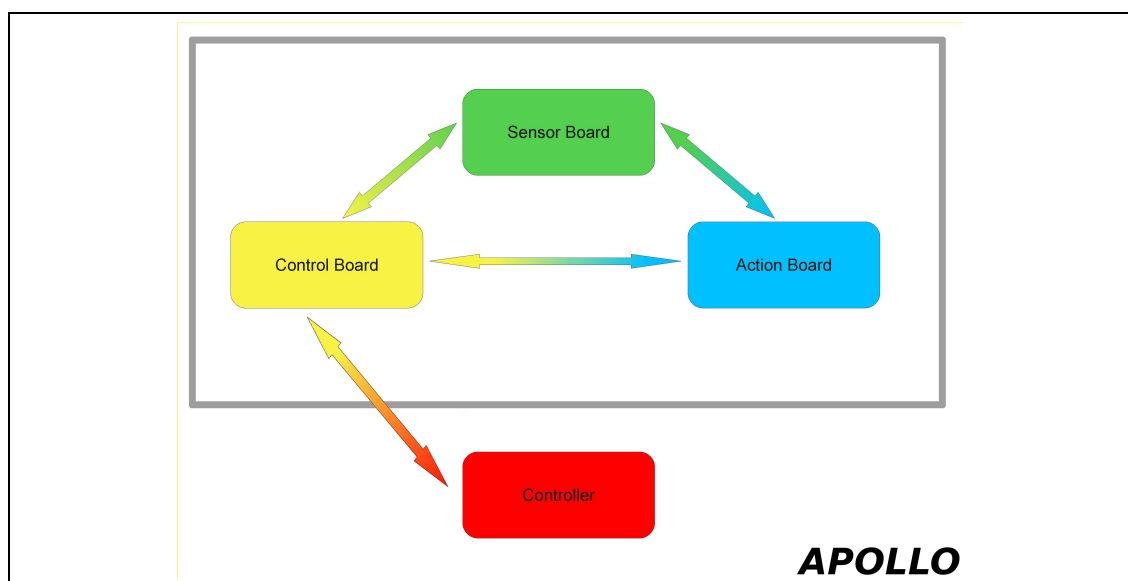 Sensor Board
Control Board
Action Board
Controller
APOLLO